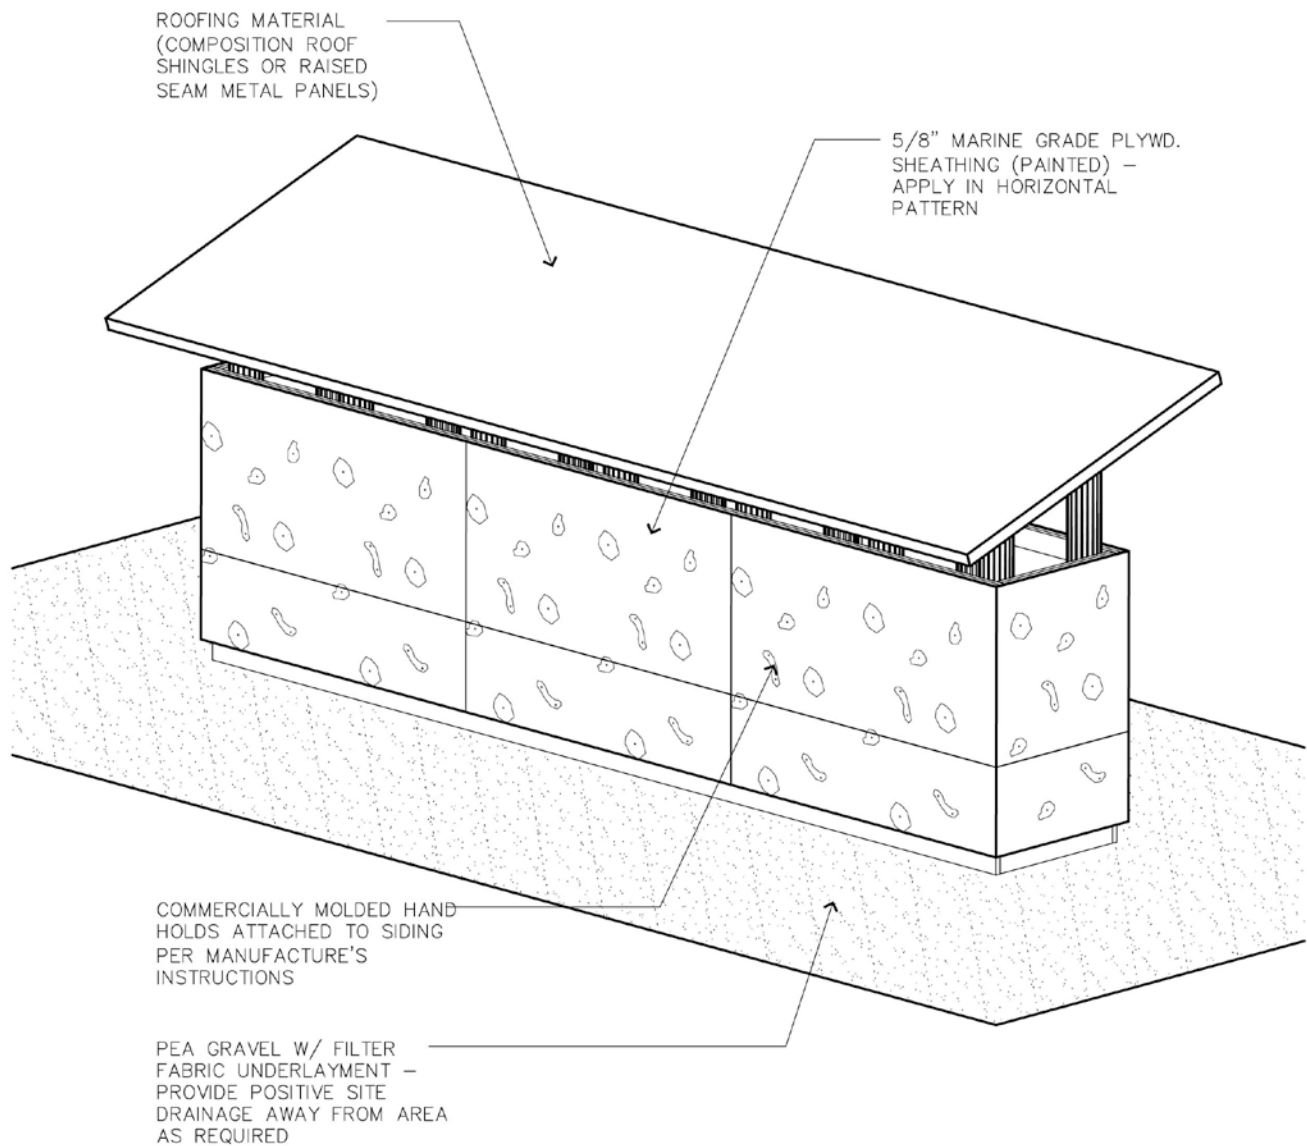 ROOFING MATERIAL
(COMPOSITION ROOF
SHINGLES OR RAISED
SEAM METAL PANELS)
5/8" MARINE GRADE PLYWD.
SHEATHING (PAINTED) –
APPLY IN HORIZONTAL
PATTERN
COMMERCIALLY MOLDED HAND
HOLDS ATTACHED TO SIDING
PER MANUFACTURE'S
INSTRUCTIONS
PEA GRAVEL W/ FILTER
FABRIC UNDERLAYMENT –
PROVIDE POSITIVE SITE
DRAINAGE AWAY FROM AREA
AS REQUIRED